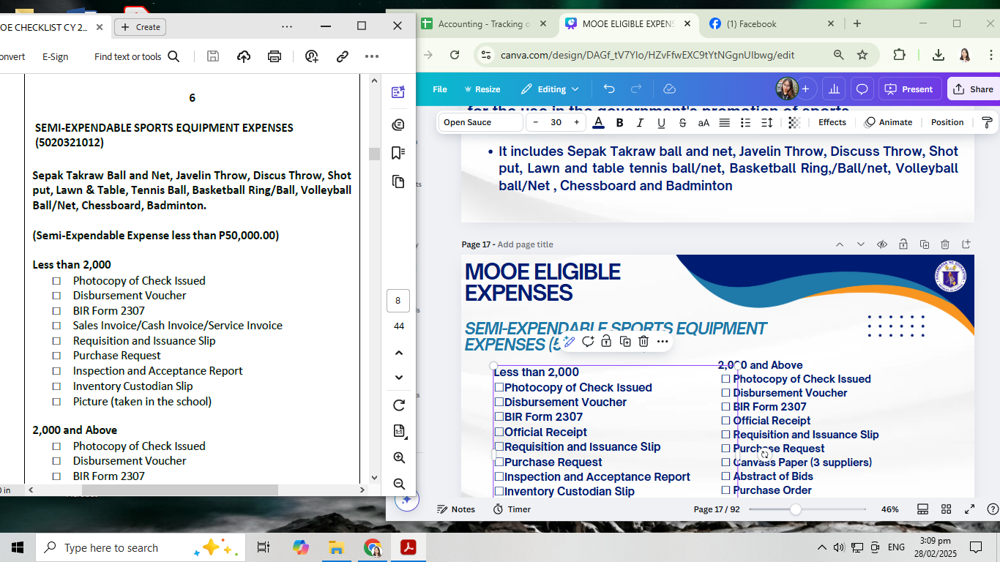 OE CHECKLIST CY 2...
Create
onvert
E-Sign
Find text or tools
6
SEMI-EXPENDABLE SPORTS EQUIPMENT EXPENSES
(5020321012)
Sepak Takraw Ball and Net, Javelin Throw, Discus Throw, Shot
put, Lawn & Table, Tennis Ball, Basketball Ring/Ball, Volleyball
Ball/Net, Chessboard, Badminton.
(Semi-Expendable Expense less than P50,000.00)
Less than 2,000
☐ Photocopy of Check Issued
☐ Disbursement Voucher
☐ BIR Form 2307
☐ Sales Invoice/Cash Invoice/Service Invoice
☐ Requisition and Issuance Slip
☐ Purchase Request
☐ Inspection and Acceptance Report
☐ Inventory Custodian Slip
☐ Picture (taken in the school)
2,000 and Above
☐ Photocopy of Check Issued
☐ Disbursement Voucher
☐ BIR Form 2307
0 in
8
44
1:1
Accounting - Tracking
MOOE ELIGIBLE EXPENS
(1) Facebook
canva.com/design/DAGf_tV7YIo/HZvFfwEXC9tYtNGgnUIbwg/edit
File
Resize
Editing
Present
Share
for the use in the government's promotion of sports
Open Sauce
– 30 +
A
B
I
U
S
aA
Effects
Animate
Position
• It includes Sepak Takraw ball and net, Javelin Throw, Discuss Throw, Shot
put, Lawn and table tennis ball/net, Basketball Ring,/Ball/net, Volleyball
ball/Net , Chessboard and Badminton
Page 17 - Add page title
MOOE ELIGIBLE
EXPENSES
SEMI-EXPENDABLE SPORTS EQUIPMENT
EXPENSES (5
Less than 2,000
☐Photocopy of Check Issued
☐Disbursement Voucher
☐BIR Form 2307
☐Official Receipt
☐Requisition and Issuance Slip
☐Purchase Request
☐Inspection and Acceptance Report
☐Inventory Custodian Slip
2,000 and Above
☐ Photocopy of Check Issued
☐ Disbursement Voucher
☐ BIR Form 2307
☐ Official Receipt
☐ Requisition and Issuance Slip
☐ Purchase Request
☐ Canvass Paper (3 suppliers)
☐ Abstract of Bids
☐ Purchase Order
Notes
Timer
Page 17 / 92
46%
Type here to search
ENG
3:09 pm
28/02/2025